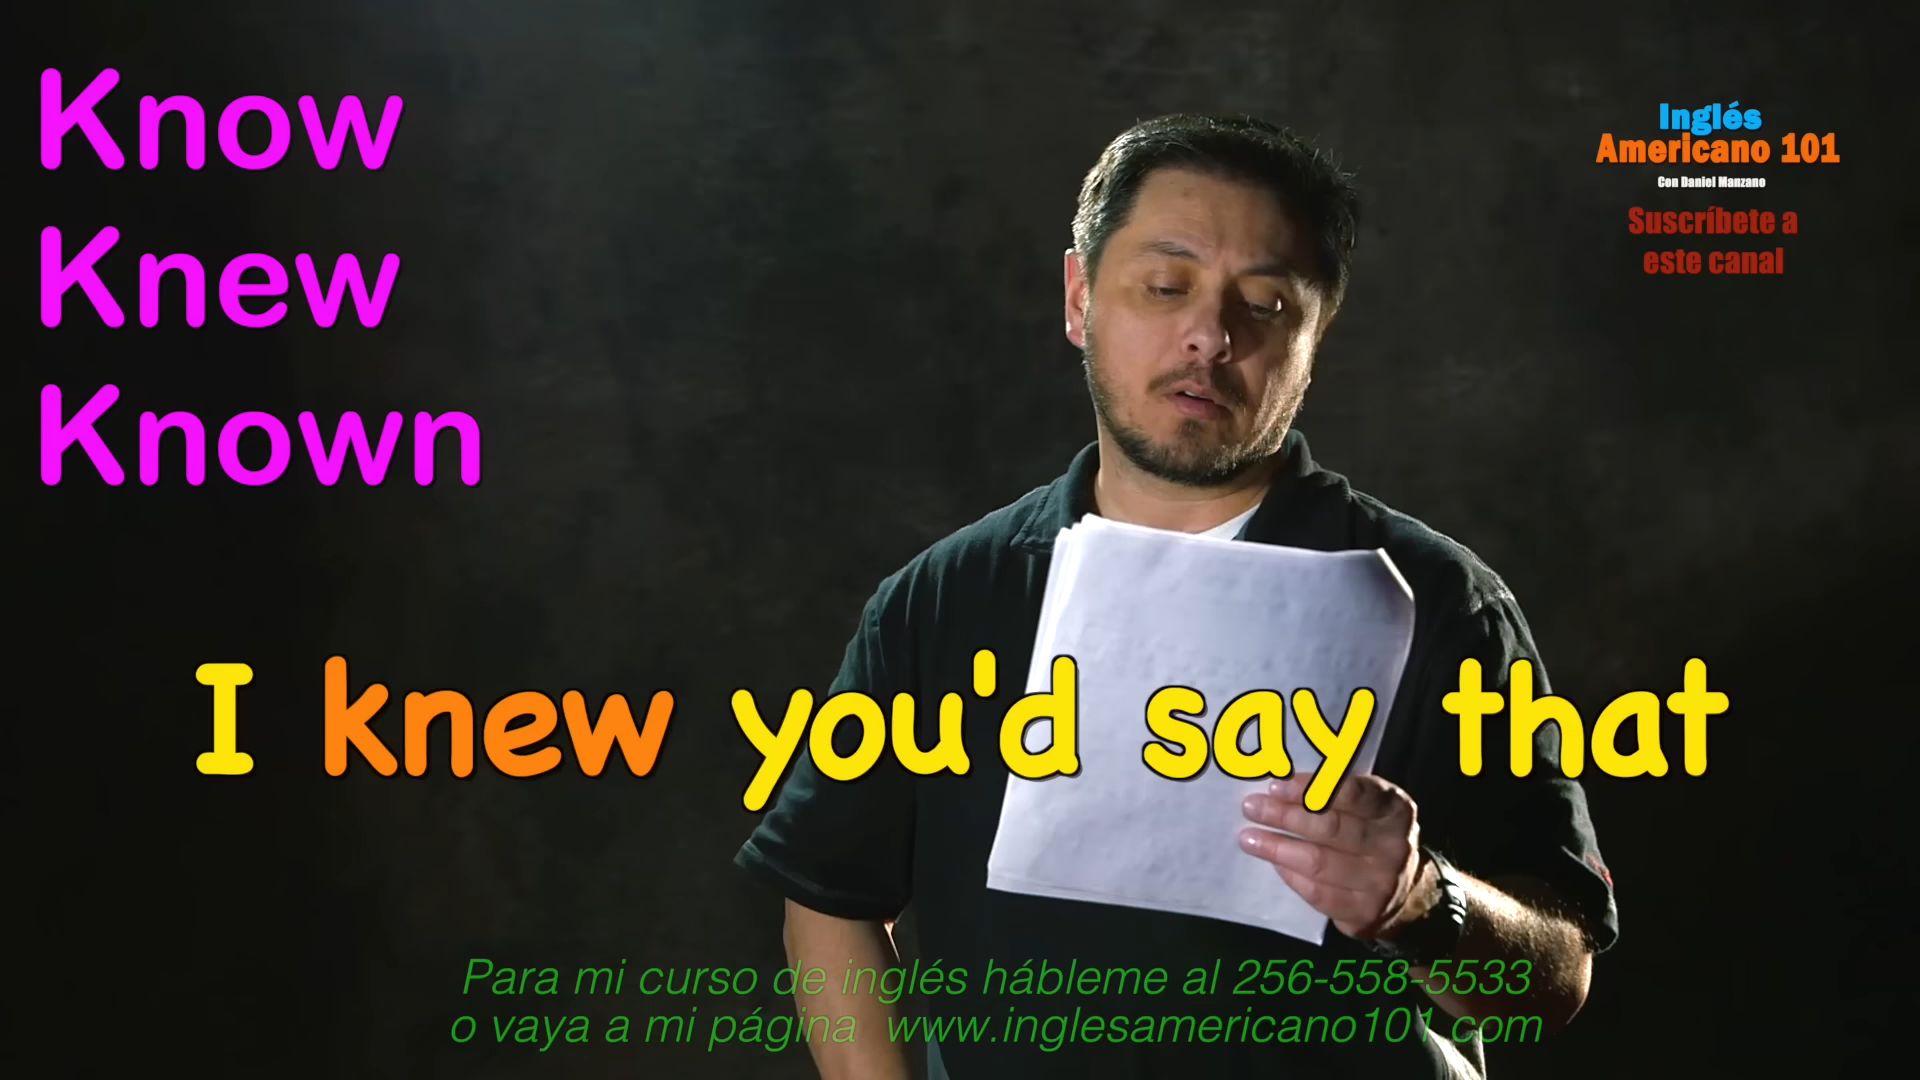 Know
Knew
Known
Inglés
Americano 101
Con Daniel Manzano
Suscríbete a
este canal
I knew you'd say that
Para mi curso de inglés hábleme al 256-558-5533
o vaya a mi página www.inglesamericano101.com